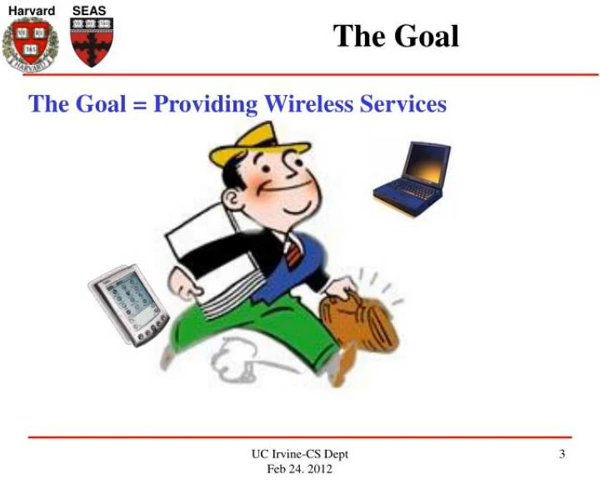 Harvard SEAS
The Goal
The Goal = Providing Wireless Services
UC Irvine-CS Dept
Feb 24. 2012
3